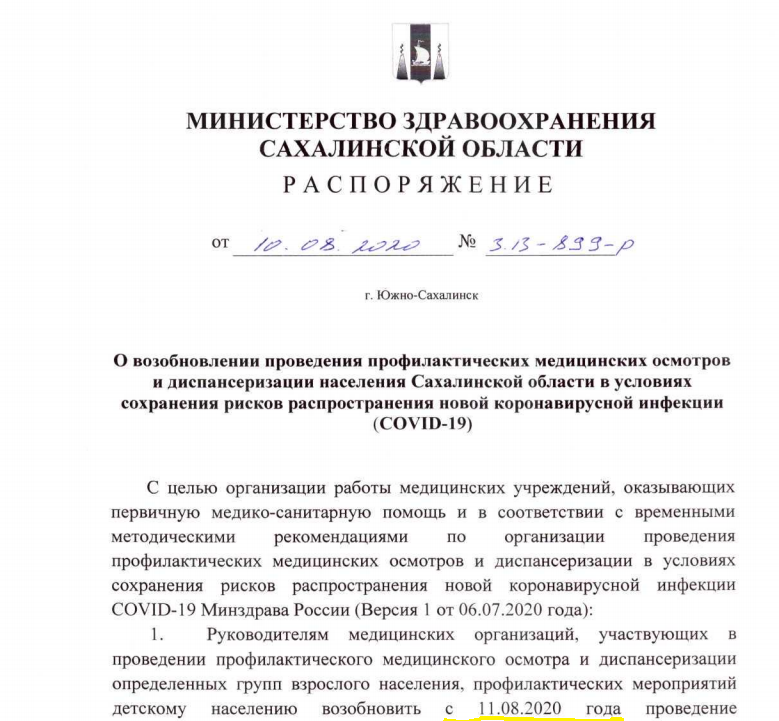 МИНИСТЕРСТВО ЗДРАВООХРАНЕНИЯ
САХАЛИНСКОЙ ОБЛАСТИ
РАСПОРЯЖЕНИЕ
от 10.08.2020 № 3.13-899-р
г. Южно-Сахалинск
О возобновлении проведения профилактических медицинских осмотров
и диспансеризации населения Сахалинской области в условиях
сохранения рисков распространения новой коронавирусной инфекции
(COVID-19)
С целью организации работы медицинских учреждений, оказывающих
первичную медико-санитарную помощь и в соответствии с временными
методическими рекомендациями по организации проведения
профилактических медицинских осмотров и диспансеризации в условиях
сохранения рисков распространения новой коронавирусной инфекции
COVID-19 Минздрава России (Версия 1 от 06.07.2020 года):
1. Руководителям медицинских организаций, участвующих в
проведении профилактического медицинского осмотра и диспансеризации
определенных групп взрослого населения, профилактических мероприятий
детскому населению возобновить с 11.08.2020 года проведение